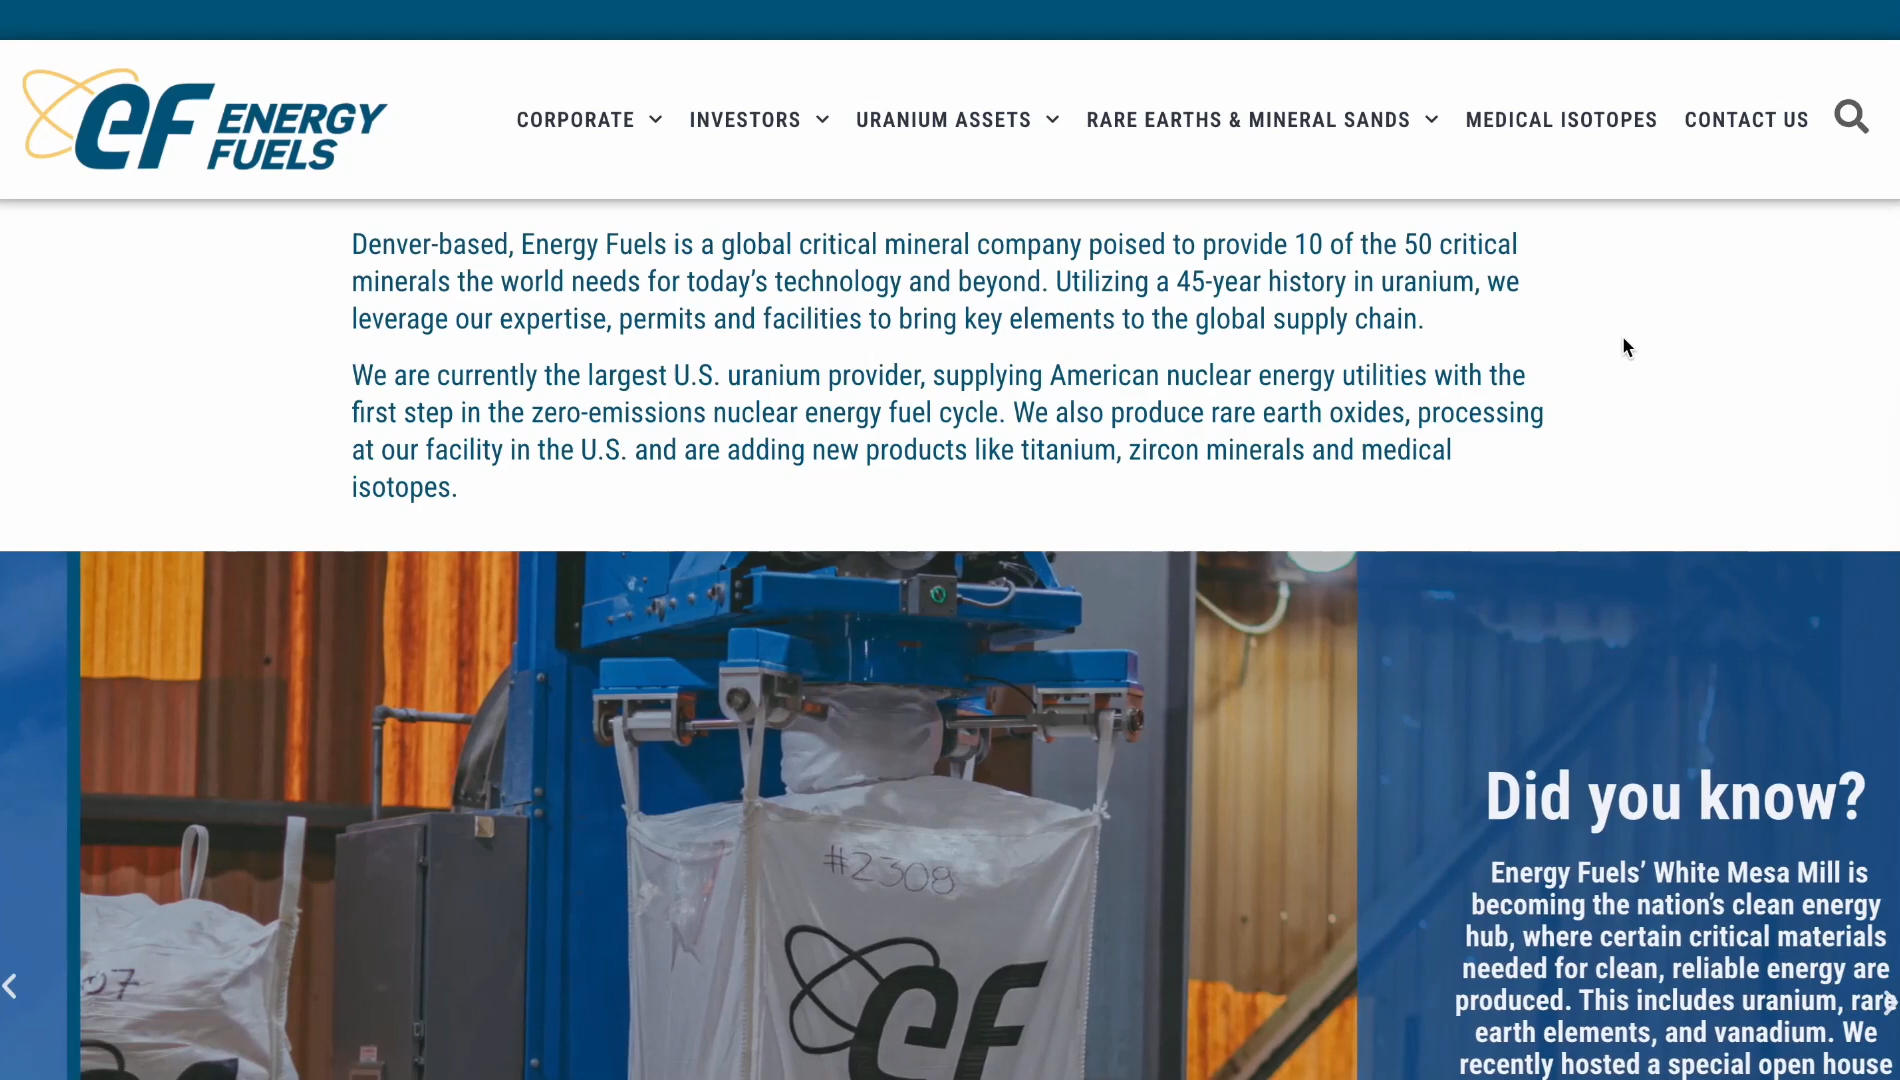 eF ENERGY
FUELS
CORPORATE
INVESTORS
URANIUM ASSETS
RARE EARTHS & MINERAL SANDS
MEDICAL ISOTOPES
CONTACT US
Denver-based, Energy Fuels is a global critical mineral company poised to provide 10 of the 50 critical
minerals the world needs for today’s technology and beyond. Utilizing a 45-year history in uranium, we
leverage our expertise, permits and facilities to bring key elements to the global supply chain.
We are currently the largest U.S. uranium provider, supplying American nuclear energy utilities with the
first step in the zero-emissions nuclear energy fuel cycle. We also produce rare earth oxides, processing
at our facility in the U.S. and are adding new products like titanium, zircon minerals and medical
isotopes.
#2308
07
eF
Did you know?
Energy Fuels’ White Mesa Mill is
becoming the nation’s clean energy
hub, where certain critical materials
needed for clean, reliable energy are
produced. This includes uranium, rare
earth elements, and vanadium. We
recently hosted a special open house